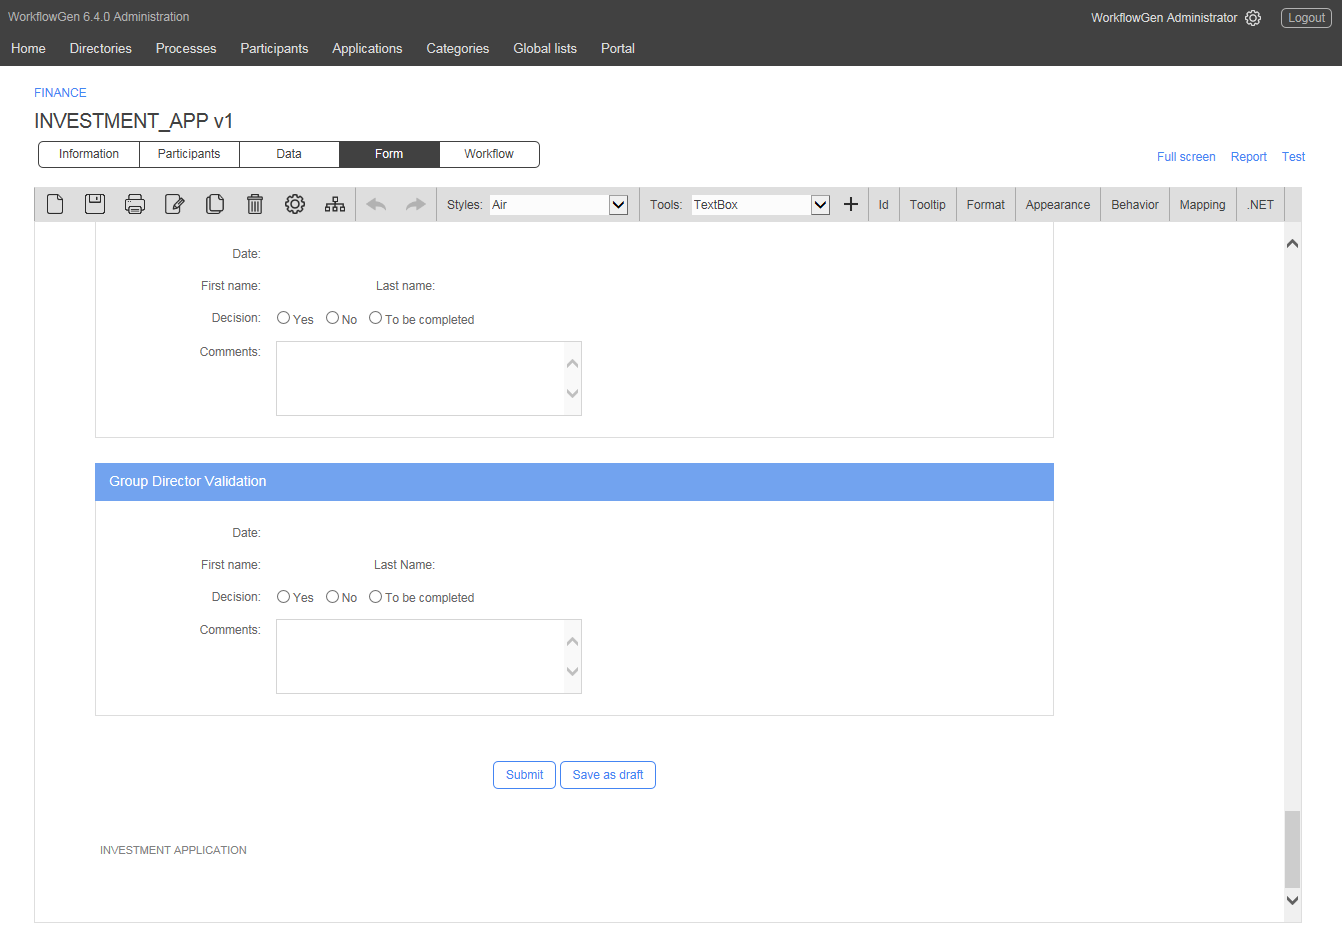 WorkflowGen 6.4.0 Administration
WorkflowGen Administrator Logout
Home Directories Processes Participants Applications Categories Global lists Portal
FINANCE
INVESTMENT_APP v1
Information Participants Data Form Workflow
Full screen Report Test
Styles: Air Tools: TextBox Id Tooltip Format Appearance Behavior Mapping .NET
Date:
First name: Last name:
Decision: Yes No To be completed
Comments:
Group Director Validation
Date:
First name: Last Name:
Decision: Yes No To be completed
Comments:
Submit Save as draft
INVESTMENT APPLICATION